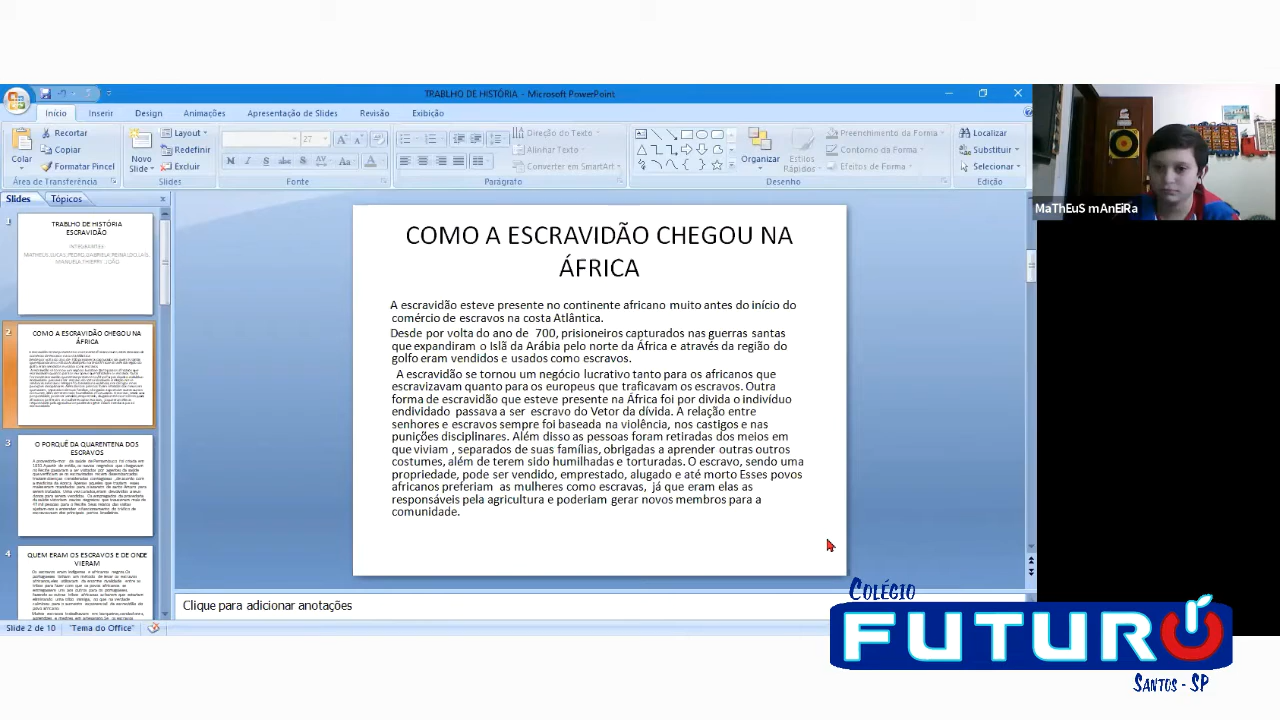 TRABLHO DE HISTÓRIA - Microsoft PowerPoint
Início Inserir Design Animações Apresentação de Slides Revisão Exibição
Colar
Recortar
Copiar
Formatar Pincel
Área de Transferência
Novo Slide
Layout
Redefinir
Excluir
Slides
27
Fonte
Direção do Texto
Alinhar Texto
Converter em SmartArt
Parágrafo
Organizar
Estilos Rápidos
Preenchimento da Forma
Contorno da Forma
Efeitos de Forma
Desenho
Localizar
Substituir
Selecionar
Edição
Slides Tópicos
1
TRABLHO DE HISTÓRIA
ESCRAVIDÃO
2
COMO A ESCRAVIDÃO CHEGOU NA
ÁFRICA
3
O PORQUÊ DA QUARENTENA DOS
ESCRAVOS
4
QUEM ERAM OS ESCRAVOS E DE ONDE
VIERAM
COMO A ESCRAVIDÃO CHEGOU NA
ÁFRICA
A escravidão esteve presente no continente africano muito antes do início do
comércio de escravos na costa Atlântica.
Desde por volta do ano de 700, prisioneiros capturados nas guerras santas
que expandiram o Islã da Arábia pelo norte da África e através da região do
golfo eram vendidos e usados como escravos.
A escravidão se tornou um negócio lucrativo tanto para os africanos que
escravizavam quanto para os europeus que traficavam os escravos. Outra
forma de escravidão que esteve presente na África foi por divida o indivíduo
endividado passava a ser escravo do Vetor da dívida. A relação entre
senhores e escravos sempre foi baseada na violência, nos castigos e nas
punições disciplinares. Além disso as pessoas foram retiradas dos meios em
que viviam , separados de suas famílias, obrigadas a aprender outras outros
costumes, além de terem sido humilhadas e torturadas. O escravo, sendo uma
propriedade, podia ser vendido, emprestado, alugado e até morto Esses povos
africanos preferiam as mulheres como escravas, já que eram elas as
responsáveis pela agricultura e poderiam gerar novos membros para a
comunidade.
Clique para adicionar anotações
Slide 2 de 10 "Tema do Office"
MaThEuS mAnEiRa
COLÉGIO
FUTURO
SANTOS - SP